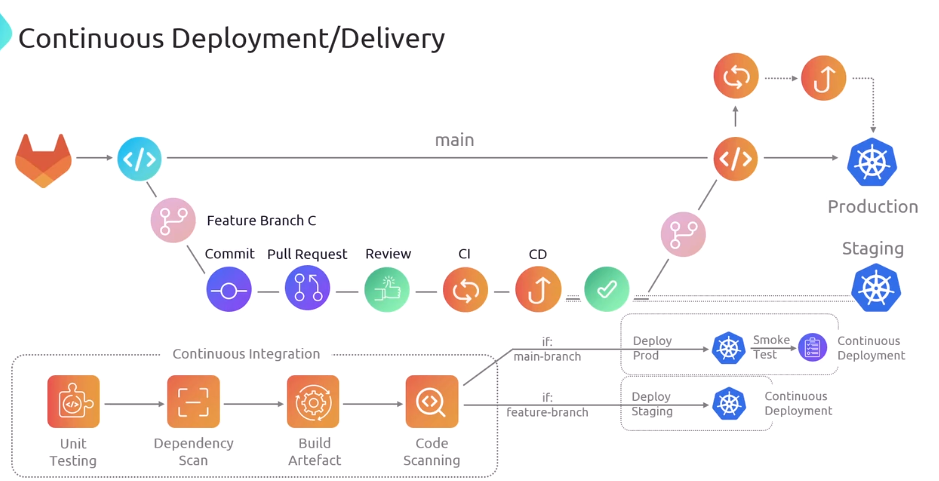 Continuous Deployment/Delivery
main
Production
Feature Branch C
Staging
Commit
Pull Request
Review
CI
CD
Continuous Integration
if:
main-branch
Deploy
Prod
Smoke
Test
Continuous
Deployment
if:
feature-branch
Deploy
Staging
Continuous
Deployment
Unit
Testing
Dependency
Scan
Build
Artefact
Code
Scanning